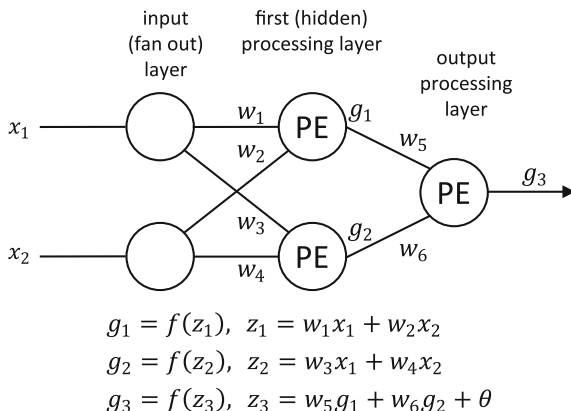 input
(fan out)
layer
first (hidden)
processing layer
output
processing
layer
x₁
w₁
PE
g₁
w₂
w₅
PE
g₃
w₃
g₂
x₂
w₄
PE
w₆
g₁ = f(z₁), z₁ = w₁x₁ + w₂x₂
g₂ = f(z₂), z₂ = w₃x₁ + w₄x₂
g₃ = f(z₃), z₃ = w₅g₁ + w₆g₂ + θ